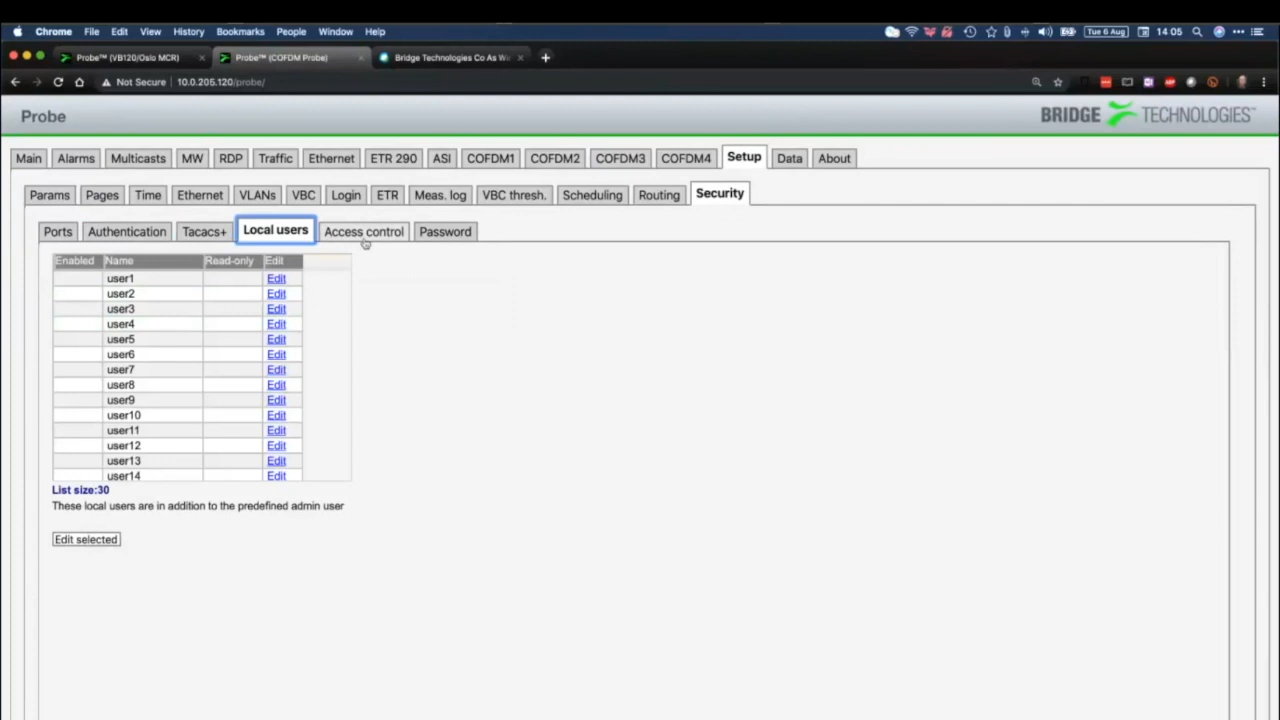 Chrome File Edit View History Bookmarks People Window Help Tue 6 Aug 14 05
Probe™ (VB120/Oslo MCR) × Probe™ (COFDM Probe) × Bridge Technologies Co As × +
Not Secure 10.0.205.120/probe/
Probe BRIDGE TECHNOLOGIES™
Main Alarms Multicasts MW RDP Traffic Ethernet ETR 290 ASI COFDM1 COFDM2 COFDM3 COFDM4 Setup Data About
Params Pages Time Ethernet VLANs VBC Login ETR Meas. log VBC thresh. Scheduling Routing Security
Ports Authentication Tacacs+ Local users Access control Password
Enabled Name Read-only Edit
user1 Edit
user2 Edit
user3 Edit
user4 Edit
user5 Edit
user6 Edit
user7 Edit
user8 Edit
user9 Edit
user10 Edit
user11 Edit
user12 Edit
user13 Edit
user14 Edit
List size:30
These local users are in addition to the predefined admin user
Edit selected